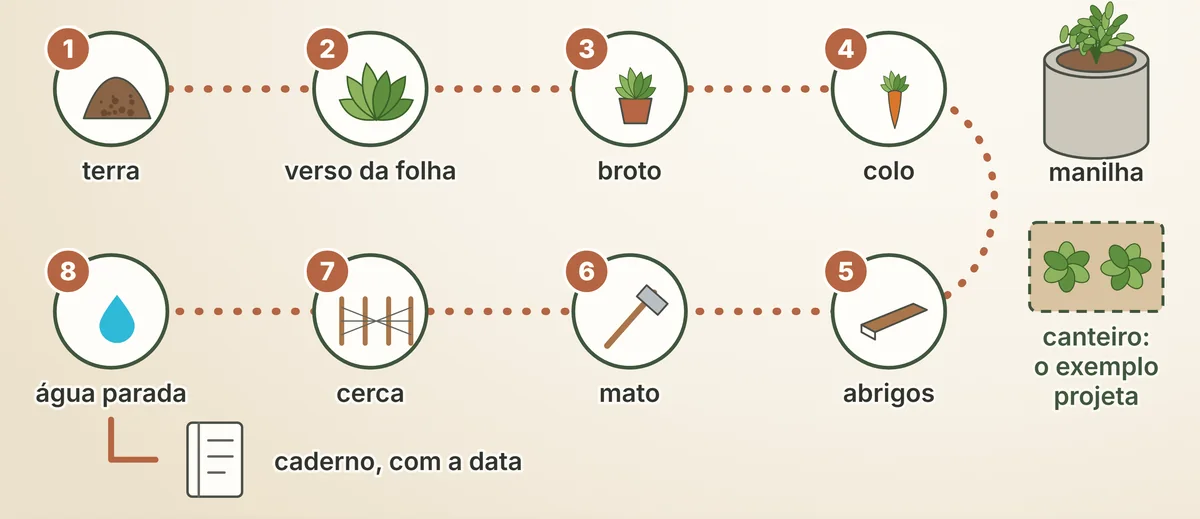 1
terra
2
verso da folha
3
broto
4
colo
manilha
5
abrigos
6
mato
7
cerca
8
água parada
canteiro:
o exemplo
projeta
caderno, com a data